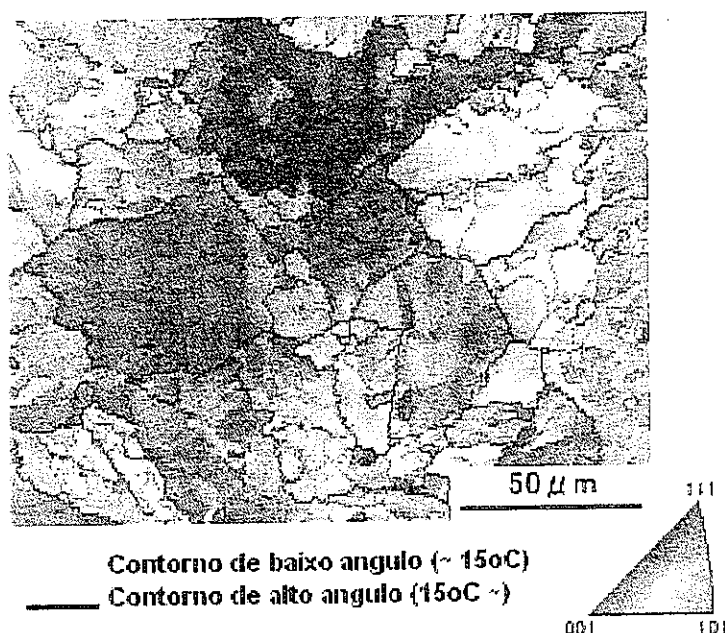 50 μm
111
Contorno de baixo angulo (~ 15oC)
Contorno de alto angulo (15oC ~)
001
101